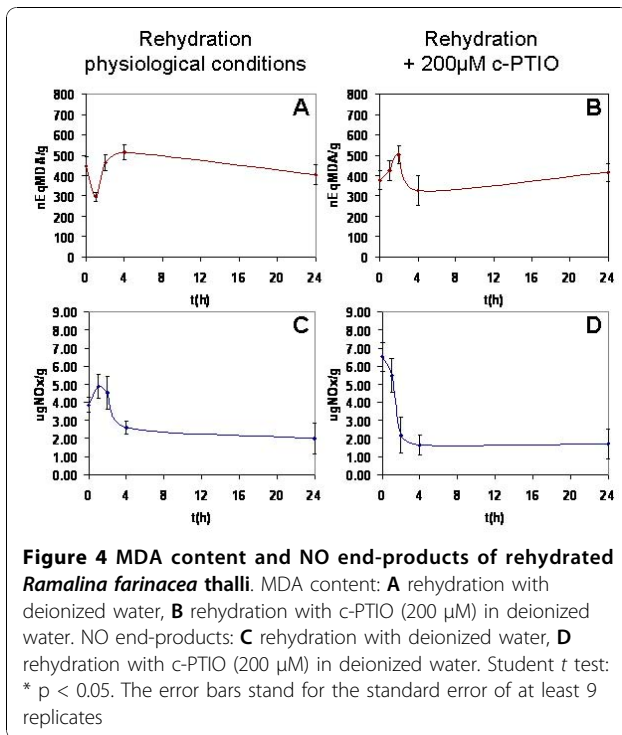 Rehydration
physiological conditions
Rehydration
+ 200µM c-PTIO
A
nEqMDA/g
800
700
600
500
400
300
200
100
0
0 4 8 12 16 20 24
t(h)
B
nEqMDA/g
800
700
600
500
400
300
200
100
0
0 4 8 12 16 20 24
t(h)
C
ugNOx/g
9.00
8.00
7.00
6.00
5.00
4.00
3.00
2.00
1.00
0.00
0 4 8 12 16 20 24
t(h)
D
ugNOx/g
9.00
8.00
7.00
6.00
5.00
4.00
3.00
2.00
1.00
0.00
0 4 8 12 16 20 24
t(h)
Figure 4 MDA content and NO end-products of rehydrated
Ramalina farinacea thalli. MDA content: A rehydration with
deionized water, B rehydration with c-PTIO (200 µM) in deionized
water. NO end-products: C rehydration with deionized water, D
rehydration with c-PTIO (200 µM) in deionized water. Student t test:
* p < 0.05. The error bars stand for the standard error of at least 9
replicates